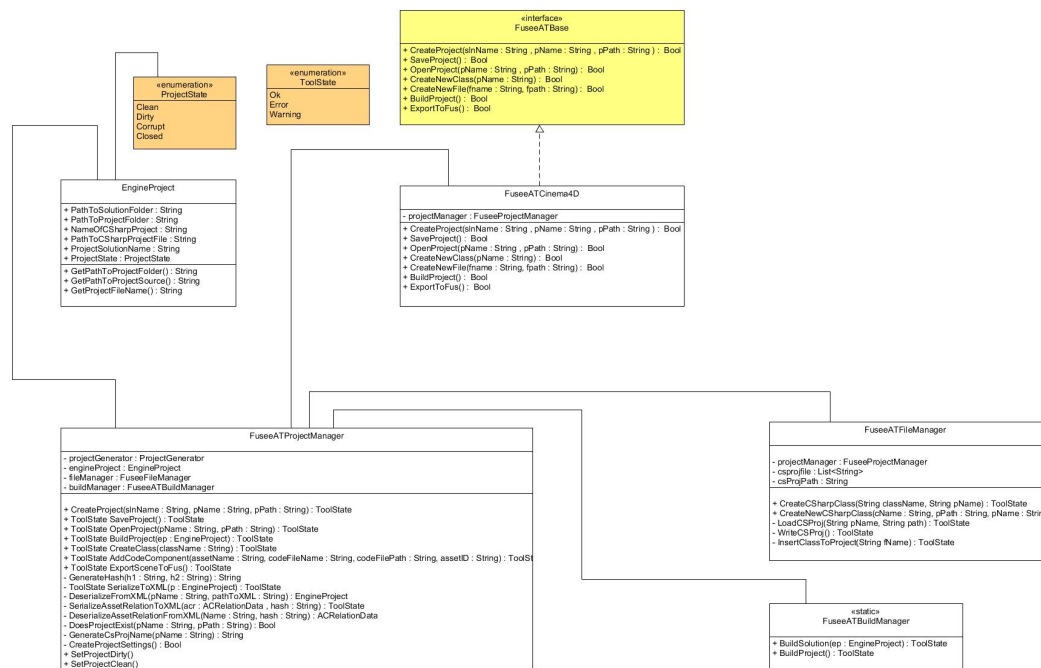 «interface»
FuseeATBase
+ CreateProject(slnName : String , pName : String , pPath : String ) : Bool
+ SaveProject() : Bool
+ OpenProject(pName : String , pPath : String) : Bool
+ CreateNewClass(pName : String) : Bool
+ CreateNewFile(fname : String, fpath : String) : Bool
+ BuildProject() : Bool
+ ExportToFus() : Bool
«enumeration»
ProjectState
Clean
Dirty
Corrupt
Closed
«enumeration»
ToolState
Ok
Error
Warning
EngineProject
+ PathToSolutionFolder : String
+ PathToProjectFolder : String
+ NameOfCSharpProject : String
+ PathToCSharpProjectFile : String
+ ProjectSolutionName : String
+ ProjectState : ProjectState
+ GetPathToProjectFolder() : String
+ GetPathToProjectSource() : String
+ GetProjectFileName() : String
FuseeATCinema4D
- projectManager : FuseeProjectManager
+ CreateProject(slnName : String , pName : String , pPath : String ) : Bool
+ SaveProject() : Bool
+ OpenProject(pName : String , pPath : String) : Bool
+ CreateNewClass(pName : String) : Bool
+ CreateNewFile(fname : String, fpath : String) : Bool
+ BuildProject() : Bool
+ ExportToFus() : Bool
FuseeATProjectManager
- projectGenerator : ProjectGenerator
- engineProject : EngineProject
- fileManager : FuseeFileManager
- buildManager : FuseeATBuildManager
+ CreateProject(slnName : String, pName : String, pPath : String) : ToolState
+ ToolState SaveProject() : ToolState
+ ToolState OpenProject(pName : String, pPath : String) : ToolState
+ ToolState BuildProject(ep : EngineProject) : ToolState
+ ToolState CreateClass(className : String) : ToolState
+ ToolState AddCodeComponent(assetName : String, codeFileName : String, codeFilePath : String, assetID : String) : ToolSt
+ ToolState ExportSceneToFus() : ToolState
- GenerateHash(h1 : String, h2 : String) : String
- ToolState SerializeToXML(p : EngineProject) : ToolState
- DeserializeFromXML(pName : String, pathToXML : String) : EngineProject
- SerializeAssetRelationToXML(acr : ACRelationData , hash : String) : ToolState
- DeserializeAssetRelationFromXML(Name : String, hash : String) : ACRelationData
- DoesProjectExist(pName : String, pPath : String) : Bool
- GenerateCsProjName(pName : String) : String
- CreateProjectSettings() : Bool
+ SetProjectDirty()
+ SetProjectClean()
FuseeATFileManager
- projectManager : FuseeProjectManager
- csprojfile : List<String>
- csProjPath : String
+ CreateCSharpClass(String className, String pName) : ToolState
+ CreateNewCSharpClass(cName : String, pPath : String, pName : Strin
- LoadCSProj(String pName, String path) : ToolState
- WriteCSProj() : ToolState
- InsertClassToProject(String fName) : ToolState
«static»
FuseeATBuildManager
+ BuildSolution(ep : EngineProject) : ToolState
+ BuildProject() : ToolState